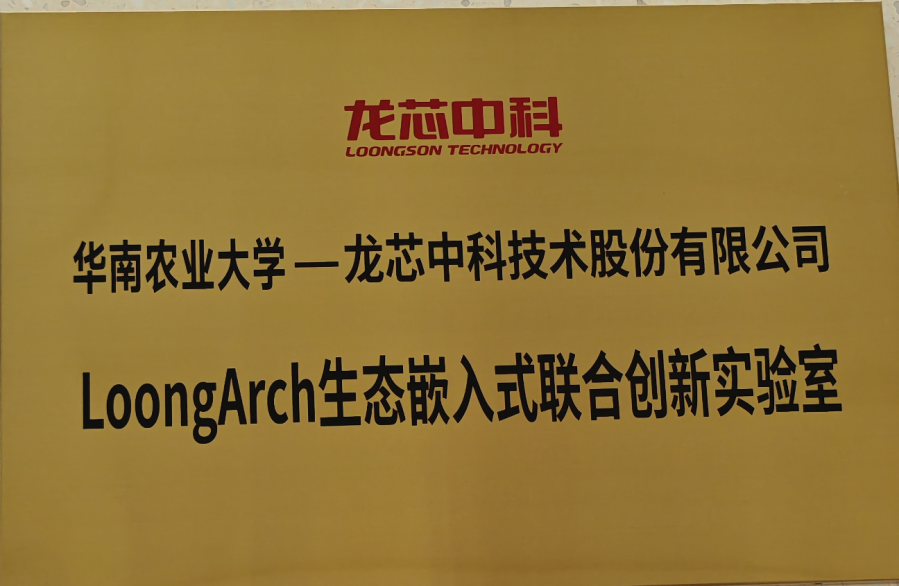 龙芯中科
LOONGSON TECHNOLOGY
华南农业大学—龙芯中科技术股份有限公司
LoongArch生态嵌入式联合创新实验室